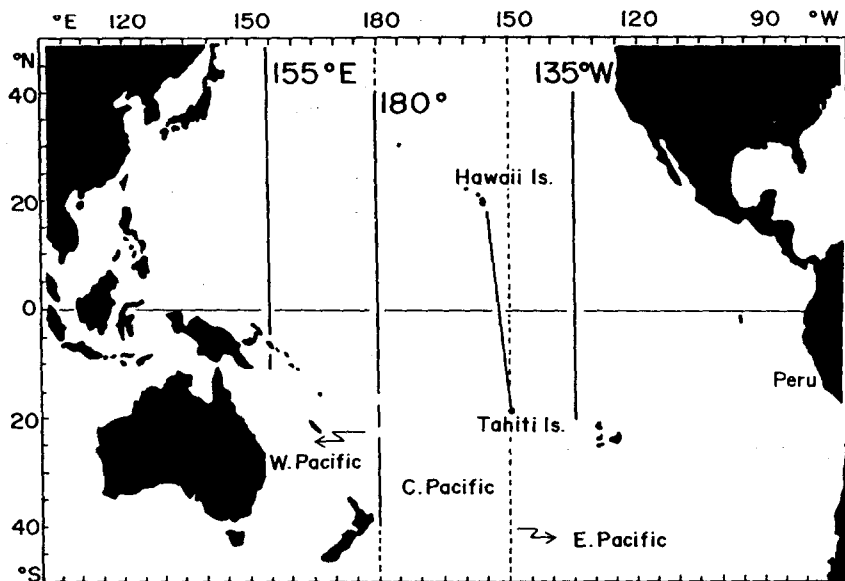 °E 120 150 180 150 120 90 °W
°N
155°E
135°W
40
180°
Hawaii Is.
20
0
Peru
20
Tahiti Is.
W. Pacific
C. Pacific
40
E. Pacific
°S